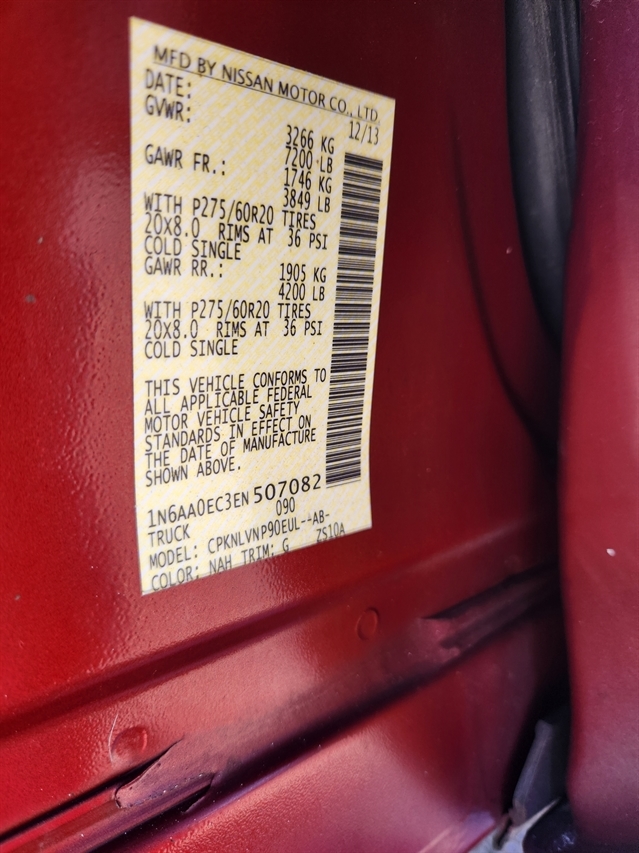 MFD BY NISSAN MOTOR CO., LTD.
DATE: 12/13
GVWR: 3266 KG
7200 LB
GAWR FR.: 1746 KG
3849 LB
WITH P275/60R20 TIRES
20X8.0 RIMS AT 36 PSI
COLD SINGLE
GAWR RR.: 1905 KG
4200 LB
WITH P275/60R20 TIRES
20X8.0 RIMS AT 36 PSI
COLD SINGLE
THIS VEHICLE CONFORMS TO
ALL APPLICABLE FEDERAL
MOTOR VEHICLE SAFETY
STANDARDS IN EFFECT ON
THE DATE OF MANUFACTURE
SHOWN ABOVE.
1N6AA0EC3EN507082
TRUCK 090
MODEL: CPKNLVNP90EUL--AB-
COLOR: NAH TRIM: G ZS10A